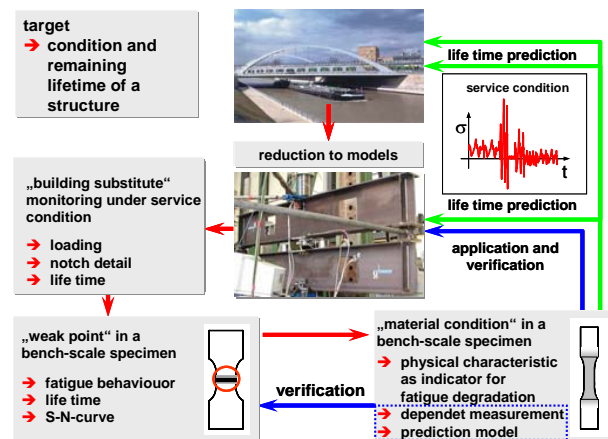 target
condition and
remaining
lifetime of a
structure
life time prediction
service condition
σ
t
reduction to models
life time prediction
„building substitute“
monitoring under service
condition
loading
notch detail
life time
application and
verification
„weak point“ in a
bench-scale specimen
fatigue behaviouor
life time
S-N-curve
verification
„material condition“ in a
bench-scale specimen
physical characteristic
as indicator for
fatigue degradation
dependet measurement
prediction model